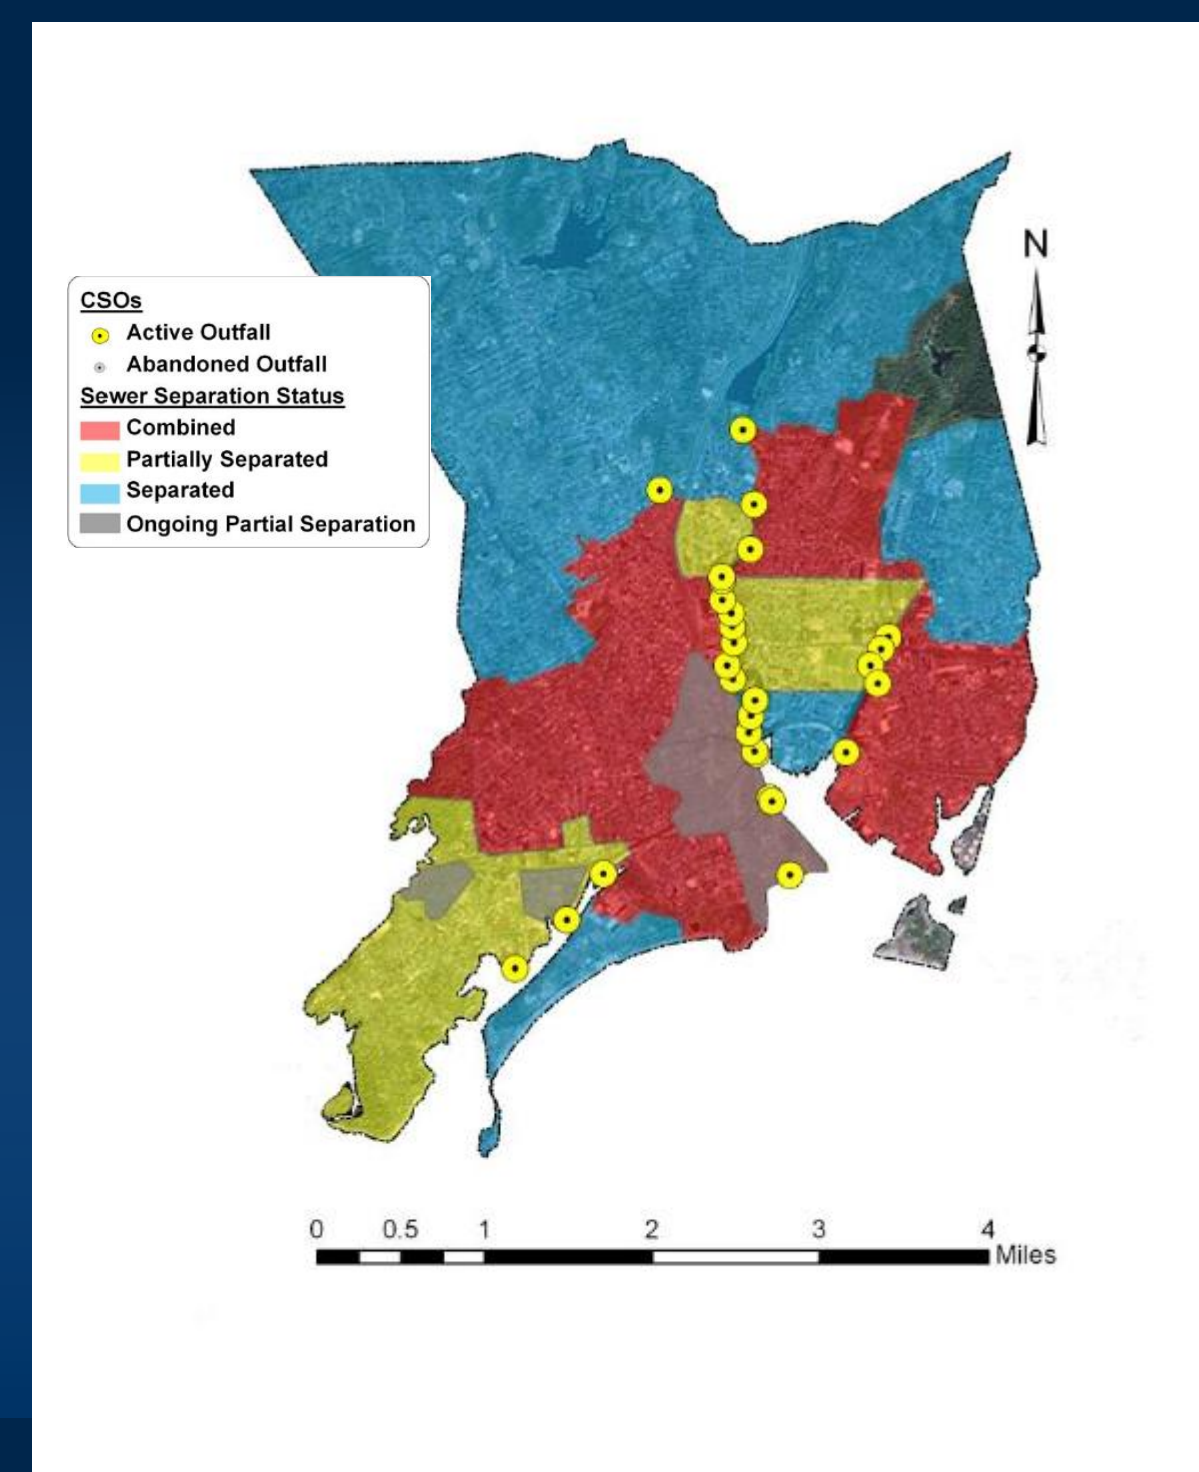 N
CSOs
Active Outfall
Abandoned Outfall
Sewer Separation Status
Combined
Partially Separated
Separated
Ongoing Partial Separation
0 0.5 1 2 3 4
Miles